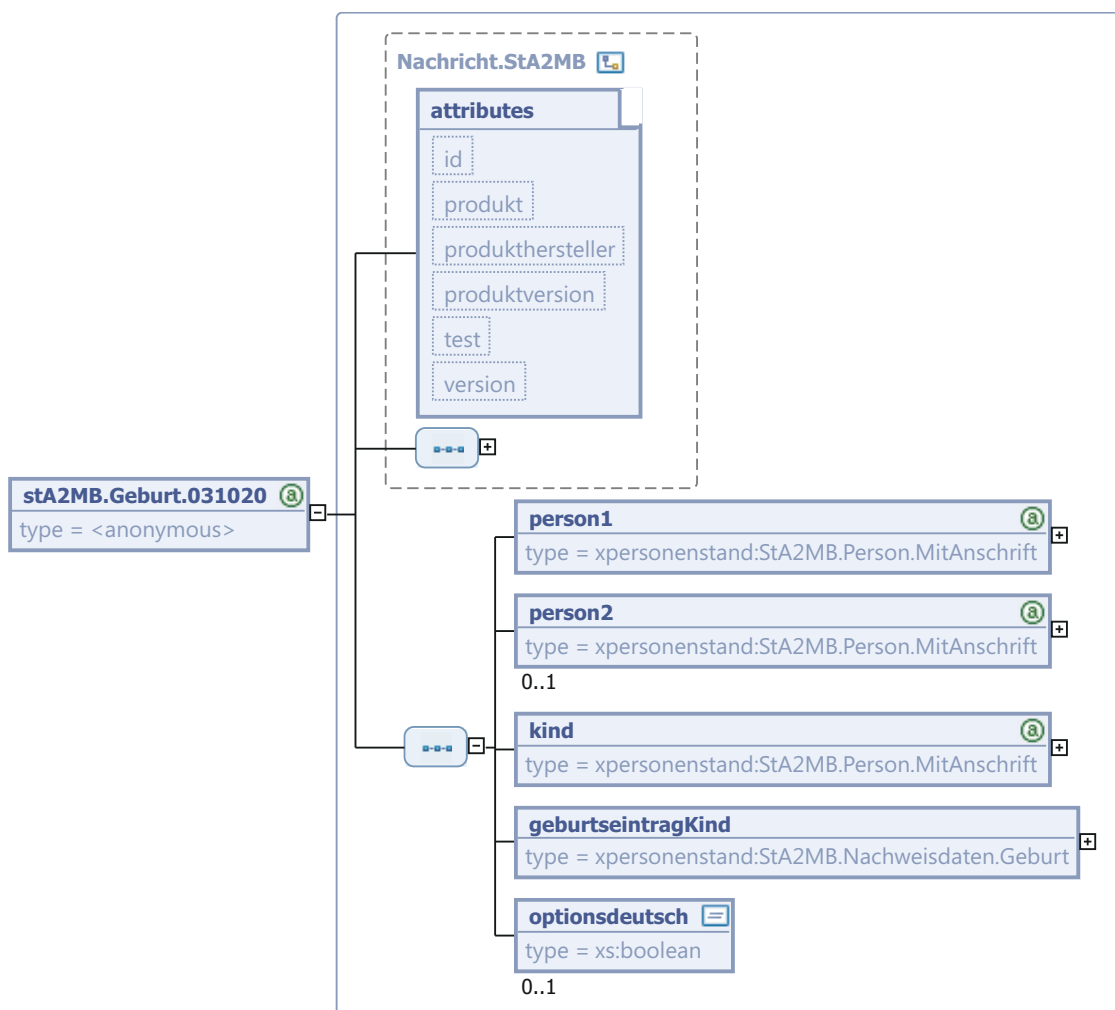 Nachricht.StA2MB
attributes
id
produkt
produkthersteller
produktversion
test
version
stA2MB.Geburt.031020
type = <anonymous>
person1
type = xpersonenstand:StA2MB.Person.MitAnschrift
person2
type = xpersonenstand:StA2MB.Person.MitAnschrift
0..1
kind
type = xpersonenstand:StA2MB.Person.MitAnschrift
geburtseintragKind
type = xpersonenstand:StA2MB.Nachweisdaten.Geburt
optionsdeutsch
type = xs:boolean
0..1